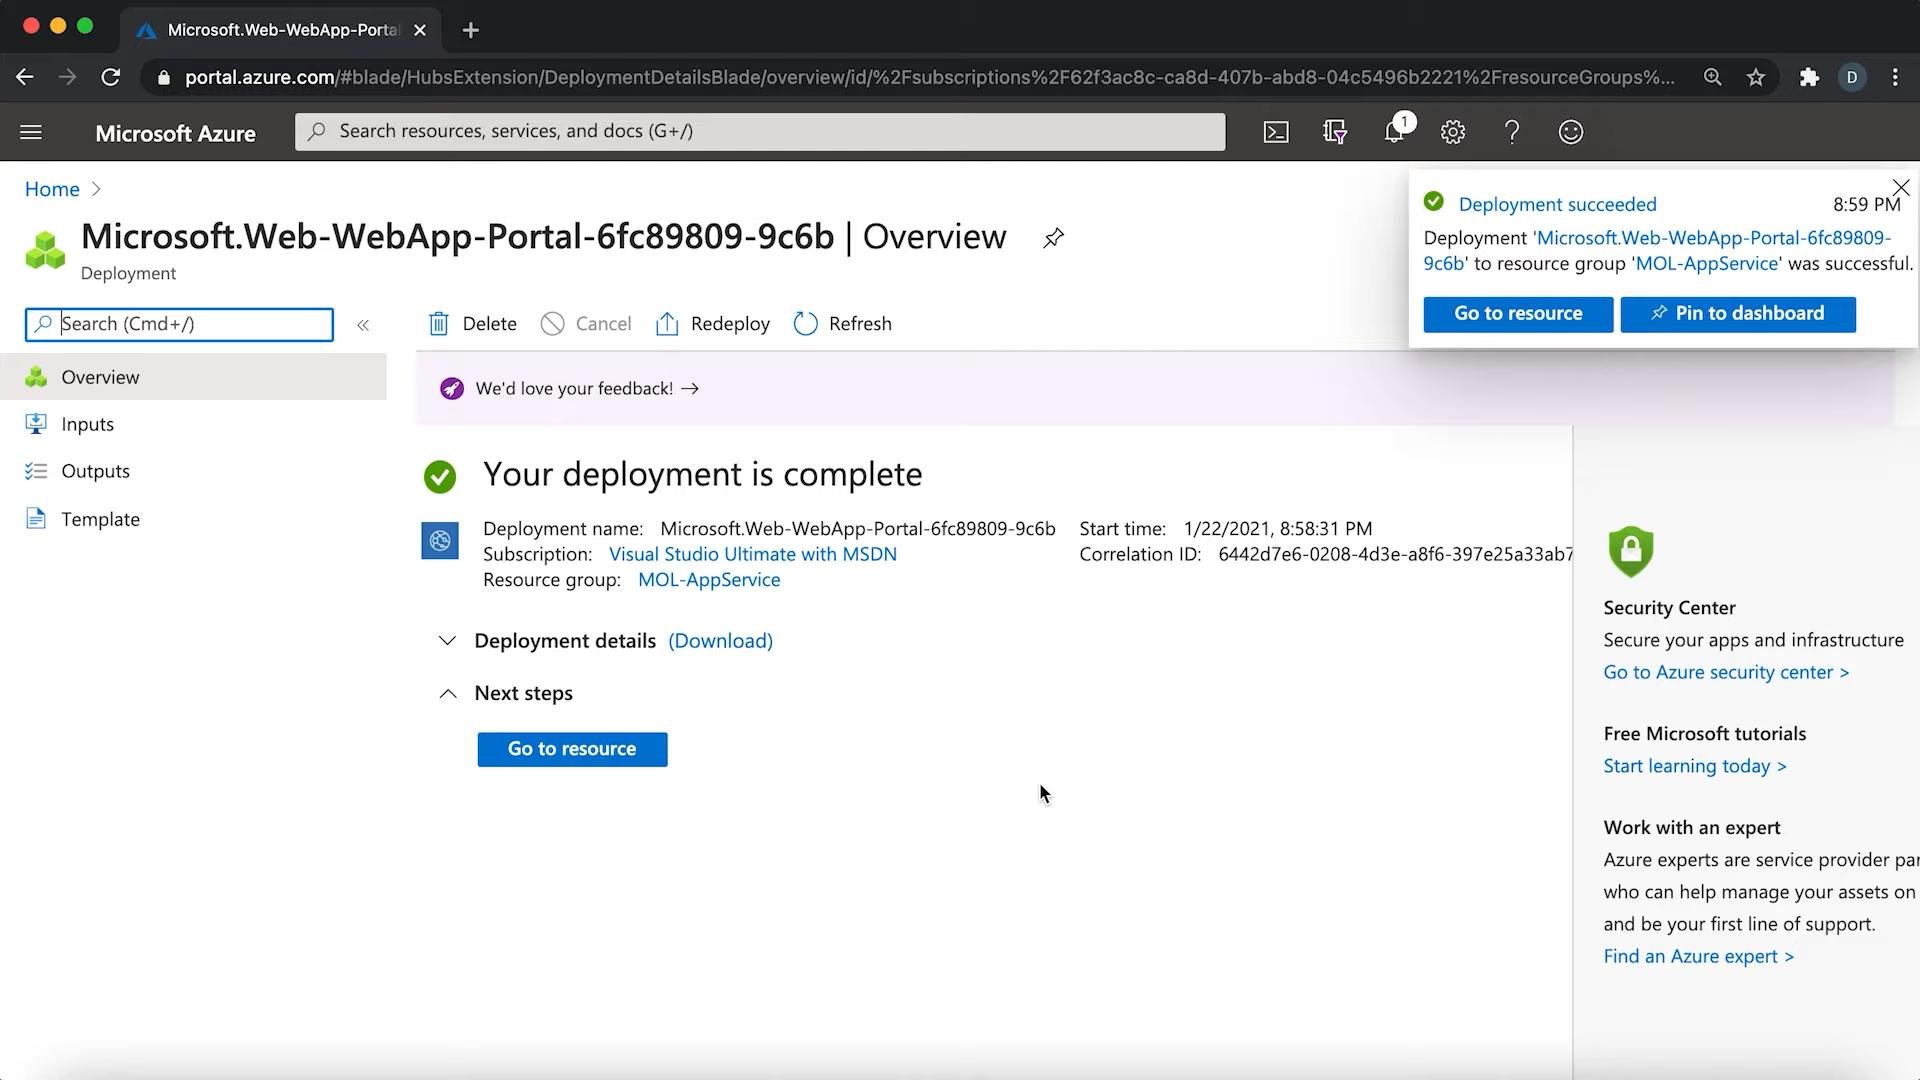 Microsoft.Web-WebApp-Porta
portal.azure.com/#blade/HubsExtension/DeploymentDetailsBlade/overview/id/%2Fsubscriptions%2F62f3ac8c-ca8d-407b-abd8-04c5496b2221%2FresourceGroups%...
D
Microsoft Azure
Search resources, services, and docs (G+/)
1
Home
Microsoft.Web-WebApp-Portal-6fc89809-9c6b | Overview
Deployment
Deployment succeeded
8:59 PM
Deployment 'Microsoft.Web-WebApp-Portal-6fc89809-
9c6b' to resource group 'MOL-AppService' was successful.
Go to resource
Pin to dashboard
Search (Cmd+/)
«
Delete
Cancel
Redeploy
Refresh
Overview
Inputs
Outputs
Template
We'd love your feedback! →
Your deployment is complete
Deployment name: Microsoft.Web-WebApp-Portal-6fc89809-9c6b
Subscription: Visual Studio Ultimate with MSDN
Resource group: MOL-AppService
Start time: 1/22/2021, 8:58:31 PM
Correlation ID: 6442d7e6-0208-4d3e-a8f6-397e25a33ab7
Deployment details (Download)
Next steps
Go to resource
Security Center
Secure your apps and infrastructure
Go to Azure security center >
Free Microsoft tutorials
Start learning today >
Work with an expert
Azure experts are service provider par
who can help manage your assets on
and be your first line of support.
Find an Azure expert >